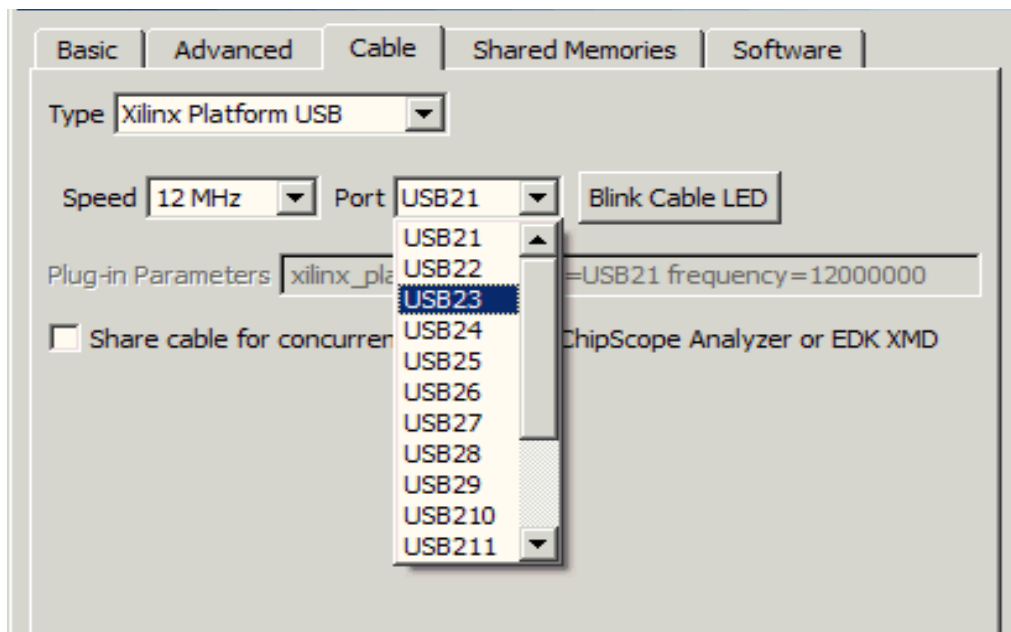 Basic Advanced Cable Shared Memories Software
Type Xilinx Platform USB
Speed 12 MHz Port USB21 Blink Cable LED
USB21
USB22
Plug-in Parameters =USB21 frequency=12000000
USB23
USB24
Share cable for ChipScope Analyzer or EDK XMD
USB25
USB26
USB27
USB28
USB29
USB210
USB211